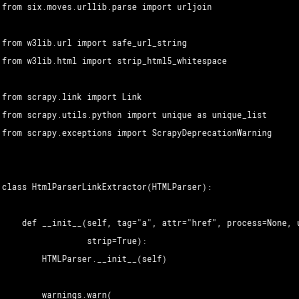 from six.moves.urllib.parse import urljoin
from w3lib.url import safe_url_string
from w3lib.html import strip_html5_whitespace
from scrapy.link import Link
from scrapy.utils.python import unique as unique_list
from scrapy.exceptions import ScrapyDeprecationWarning
class HtmlParserLinkExtractor(HTMLParser):
def __init__(self, tag="a", attr="href", process=None,
strip=True):
HTMLParser.__init__(self)
warnings.warn(